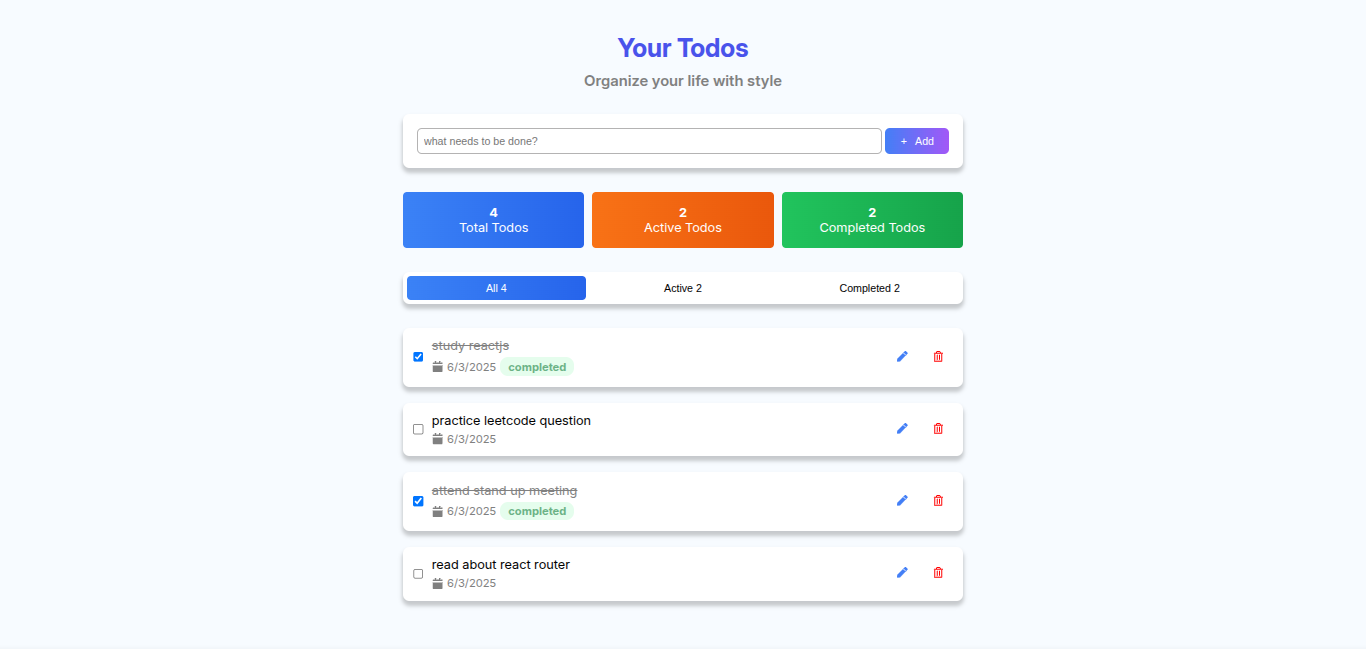 Your Todos
Organize your life with style
what needs to be done?
+ Add
4
Total Todos
2
Active Todos
2
Completed Todos
All 4
Active 2
Completed 2
study reactjs
6/3/2025 completed
practice leetcode question
6/3/2025
attend stand up meeting
6/3/2025 completed
read about react router
6/3/2025